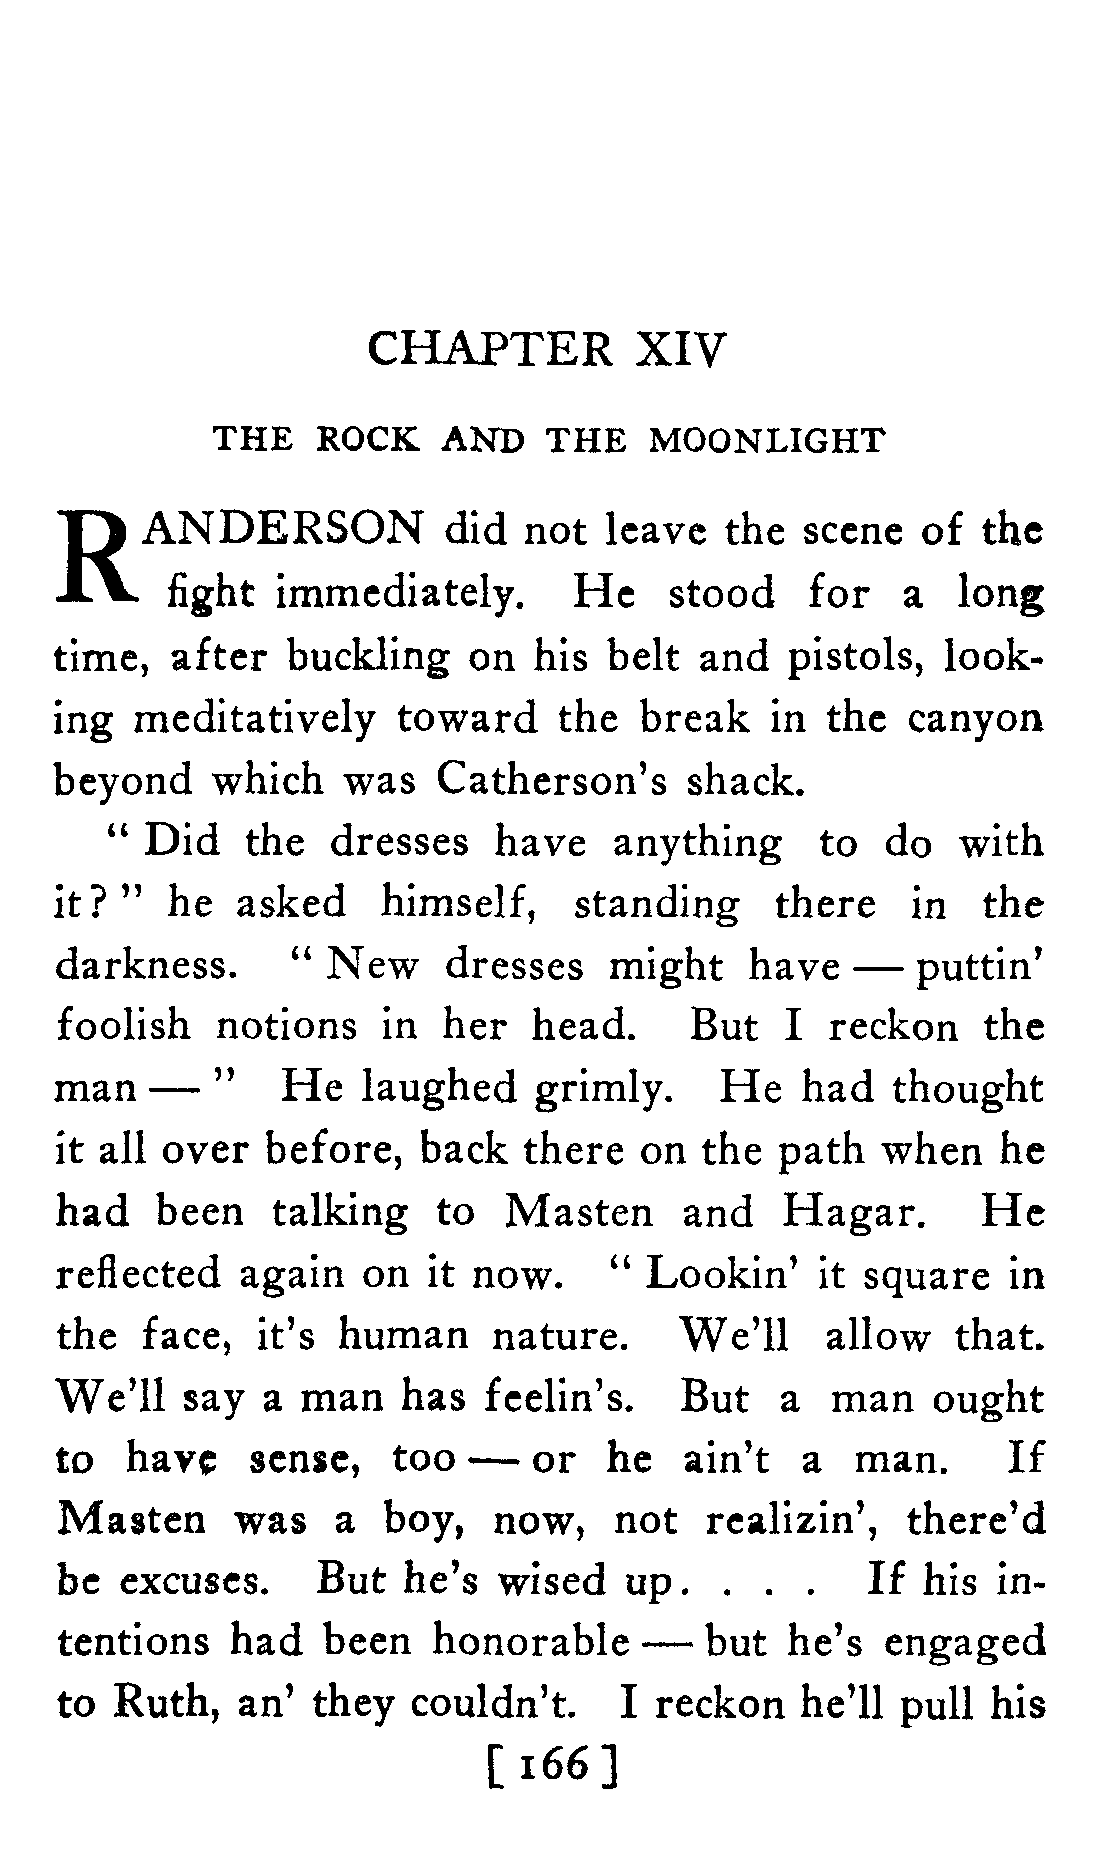 CHAPTER XIV
THE ROCK AND THE MOONLIGHT
RANDERSON did not leave the scene of the
fight immediately. He stood for a long
time, after buckling on his belt and pistols, look-
ing meditatively toward the break in the canyon
beyond which was Catherson's shack.
" Did the dresses have anything to do with
it? " he asked himself, standing there in the
darkness. " New dresses might have — puttin'
foolish notions in her head. But I reckon the
man — " He laughed grimly. He had thought
it all over before, back there on the path when he
had been talking to Masten and Hagar. He
reflected again on it now. " Lookin' it square in
the face, it's human nature. We'll allow that.
We'll say a man has feelin's. But a man ought
to have sense, too — or he ain't a man. If
Masten was a boy, now, not realizin', there'd
be excuses. But he's wised up. . . . If his in-
tentions had been honorable — but he's engaged
to Ruth, an' they couldn't. I reckon he'll pull his
[ 166 ]